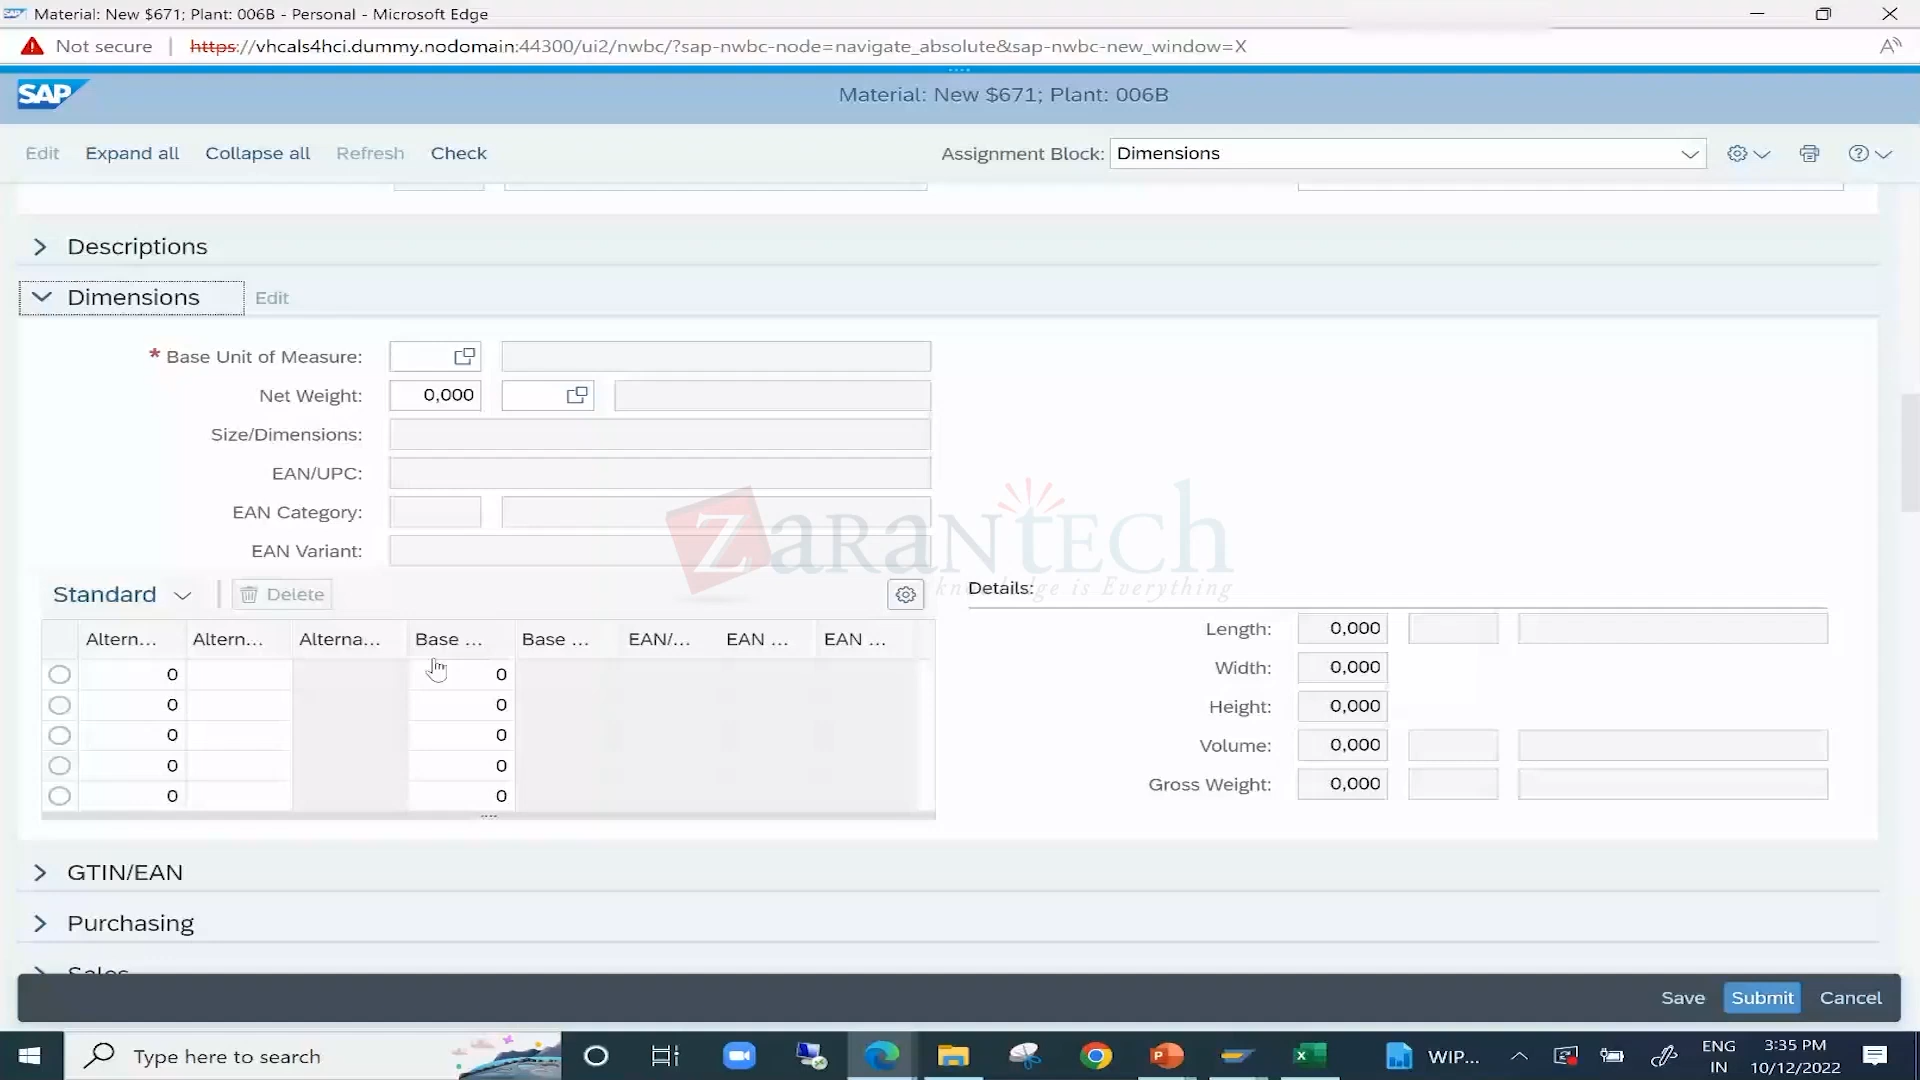 Material: New $671; Plant: 006B - Personal - Microsoft Edge
Not secure | https://vhcals4hci.dummy.nodomain:44300/ui2/nwbc/?sap-nwbc-node=navigate_absolute&sap-nwbc-new_window=X
SAP Material: New $671; Plant: 006B
Edit Expand all Collapse all Refresh Check Assignment Block: Dimensions
Descriptions
Dimensions Edit
* Base Unit of Measure:
Net Weight: 0,000
Size/Dimensions:
EAN/UPC:
EAN Category:
EAN Variant:
ZaranTech
knowledge is Everything
Standard Delete
Altern... Altern... Alterna... Base ... Base ... EAN/... EAN ... EAN ...
0 0
0 0
0 0
0 0
0 0
Details:
Length: 0,000
Width: 0,000
Height: 0,000
Volume: 0,000
Gross Weight: 0,000
GTIN/EAN
Purchasing
Sales
Save Submit Cancel
Type here to search WIP... ENG IN 3:35 PM 10/12/2022